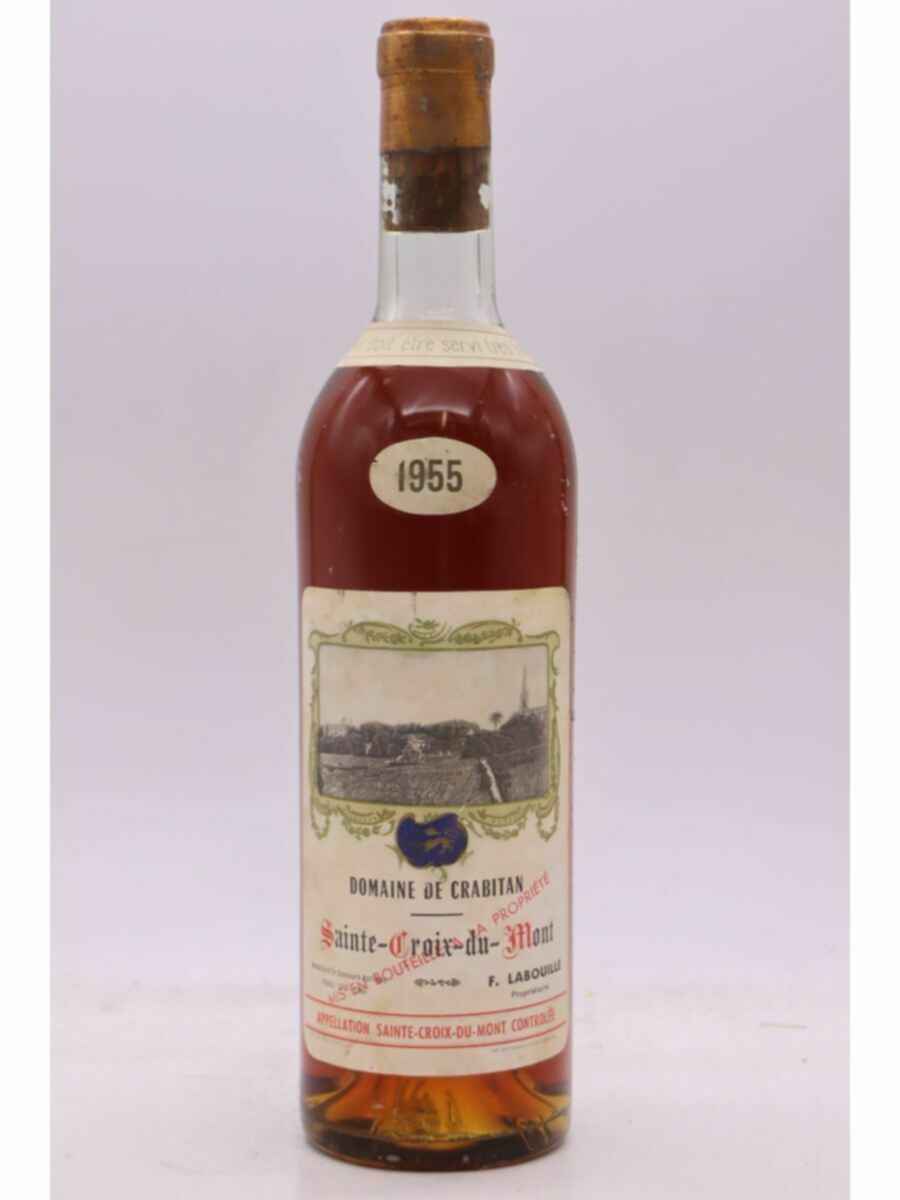 doit être servi très
1955
DOMAINE DE CRABITAN
Sainte-Croix-du-Mont
MIS EN BOUTEILLE A LA PROPRIÉTÉ
F. LABOUILLE
Propriétaire
APPELLATION SAINTE-CROIX-DU-MONT CONTROLÉE